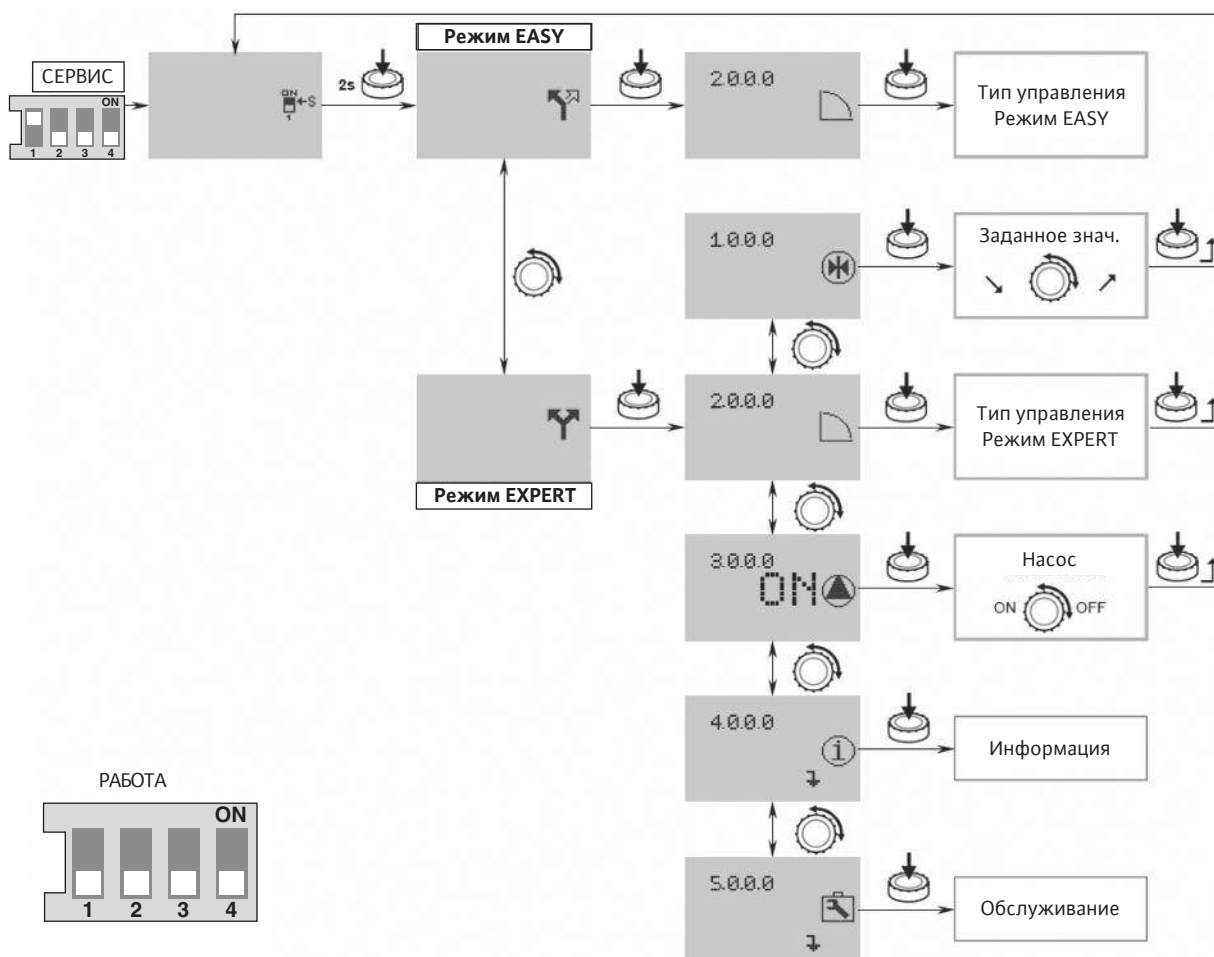 Режим EASY
СЕРВИС
ON
1 2 3 4
ON
S
1
2s
2.0.0.0
Тип управления
Режим EASY
1.0.0.0
Заданное знач.
2.0.0.0
Тип управления
Режим EXPERT
Режим EXPERT
3.0.0.0
ON
Насос
ON OFF
4.0.0.0
i
Информация
РАБОТА
ON
1 2 3 4
5.0.0.0
Обслуживание